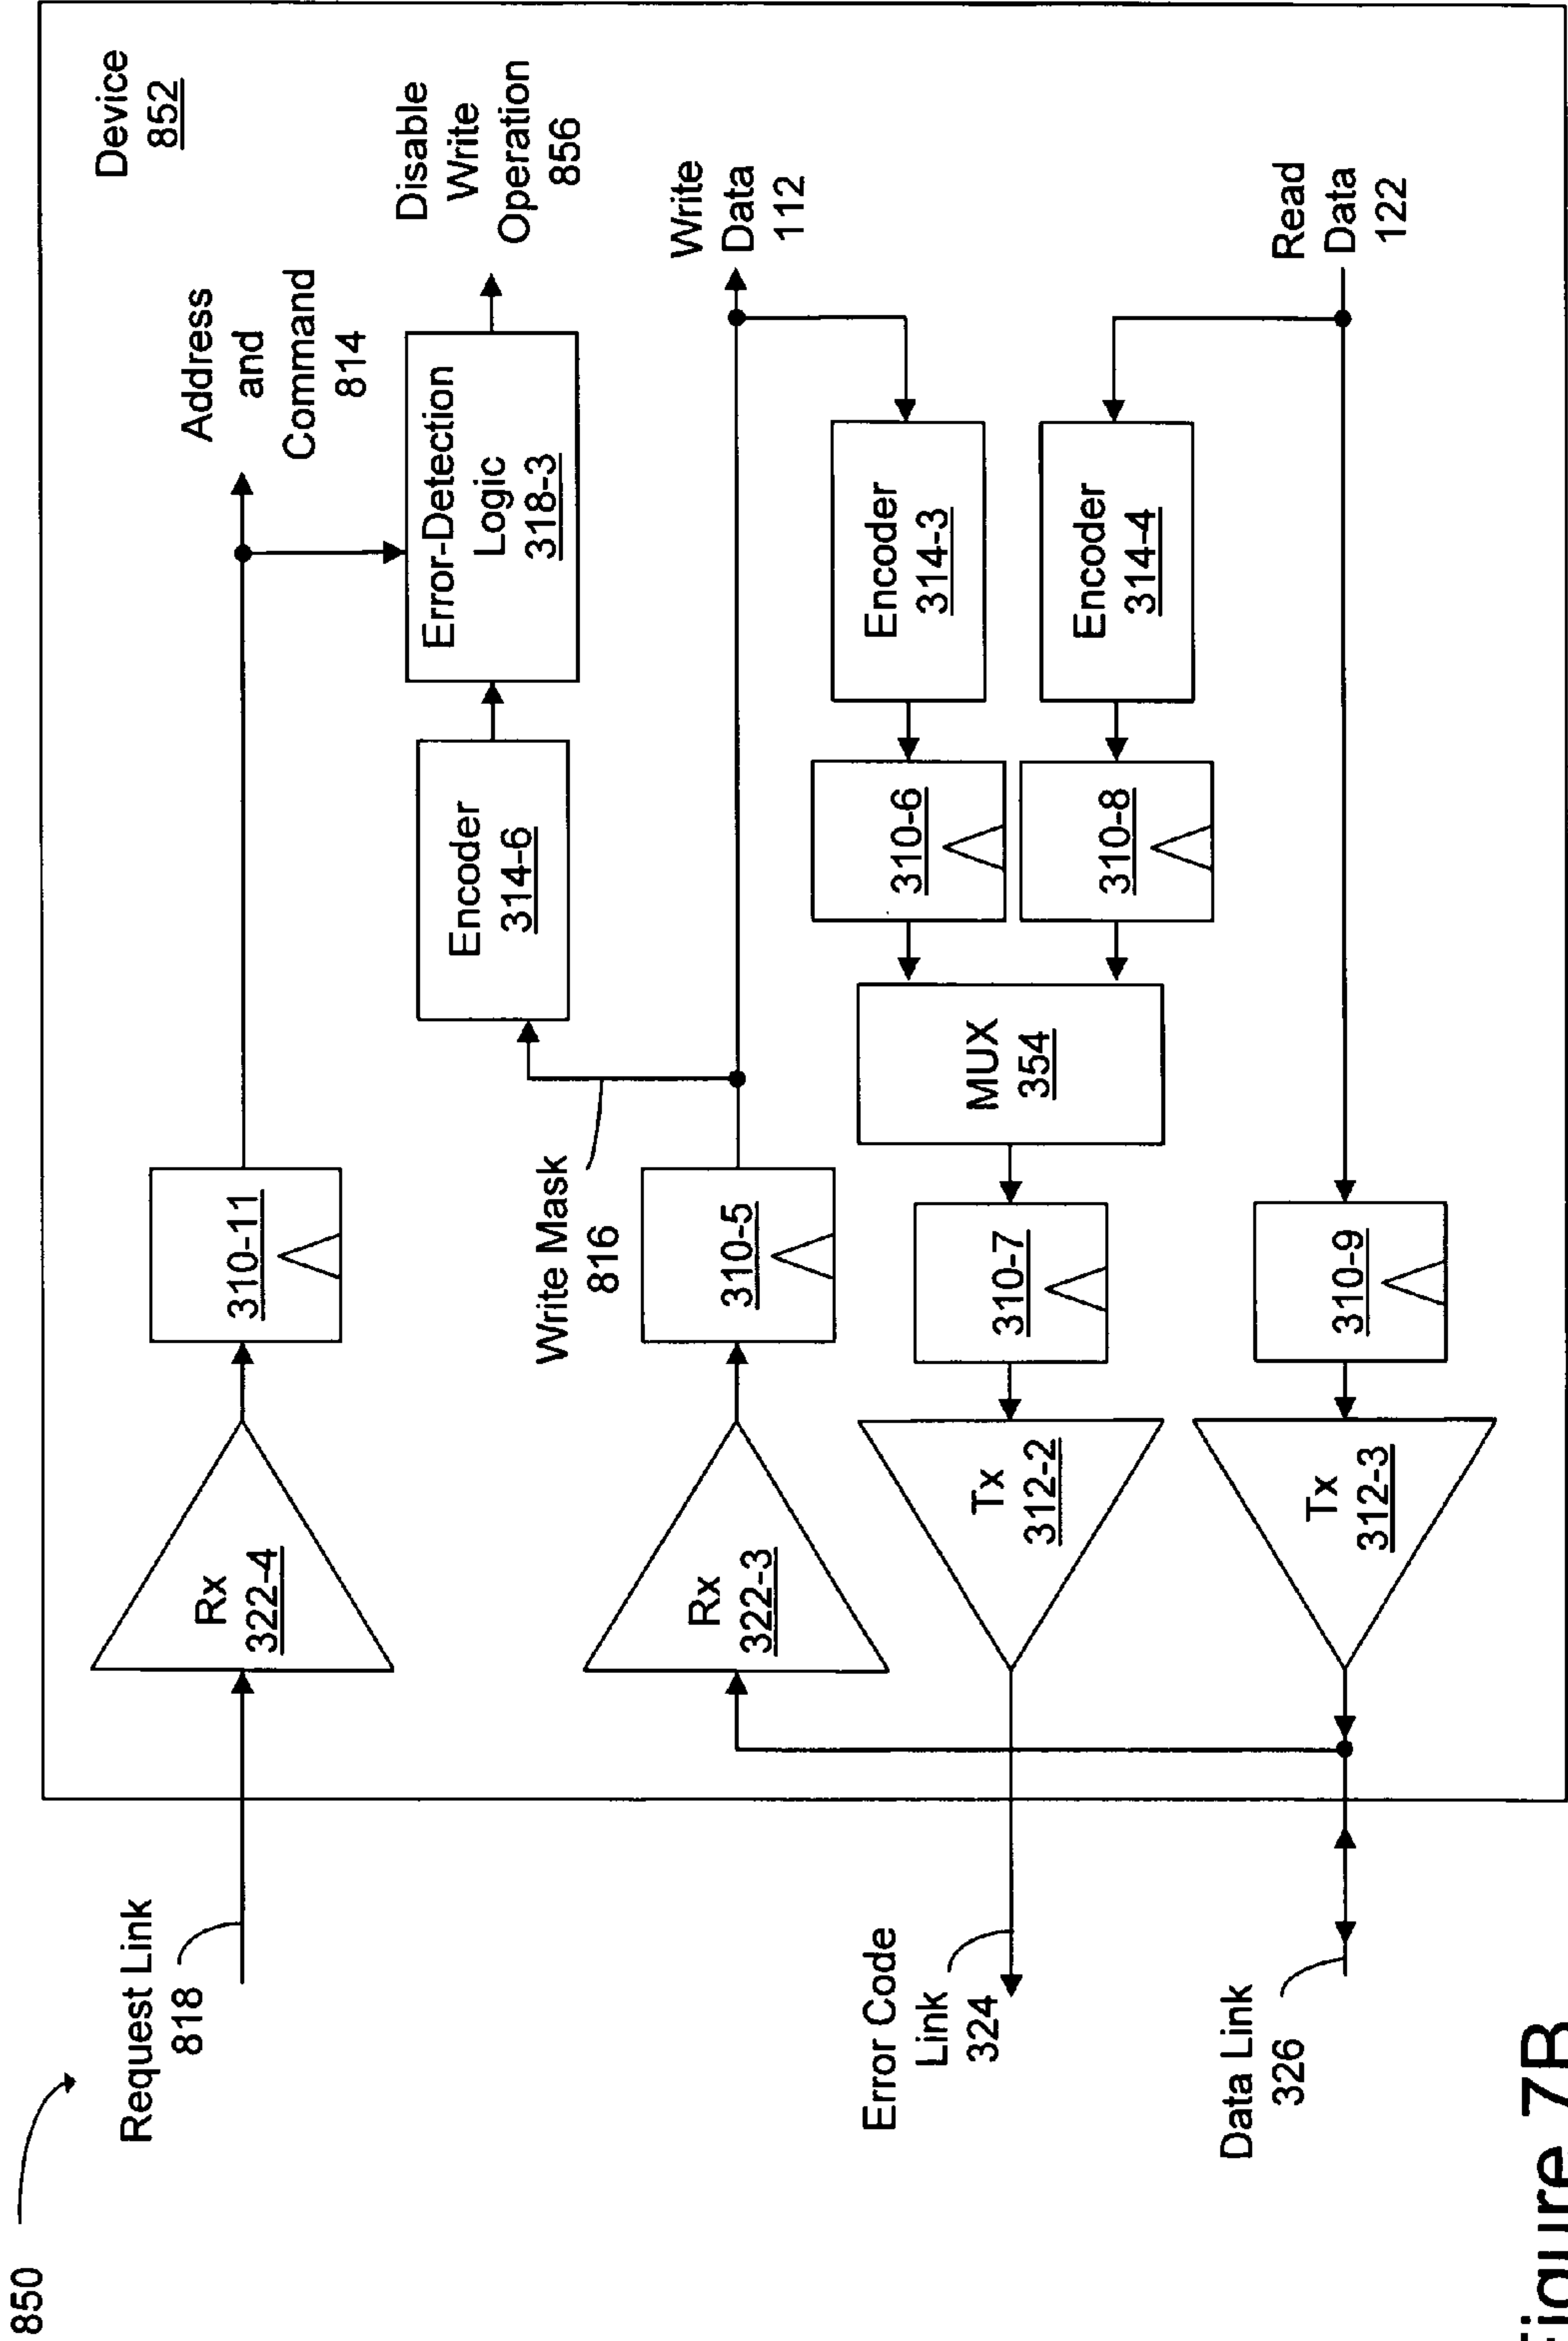 850
Request Link
818
Rx
322-4
310-11
Address
and
Command
814
Device
852
Encoder
314-6
Error-Detection
Logic
318-3
Disable
Write
Operation
856
Write Mask
816
Rx
322-3
310-5
Write
Data
112
Error Code
Link
324
Tx
312-2
310-7
MUX
354
310-6
Encoder
314-3
310-8
Encoder
314-4
Data Link
326
Tx
312-3
310-9
Read
Data
122
Figure 7B